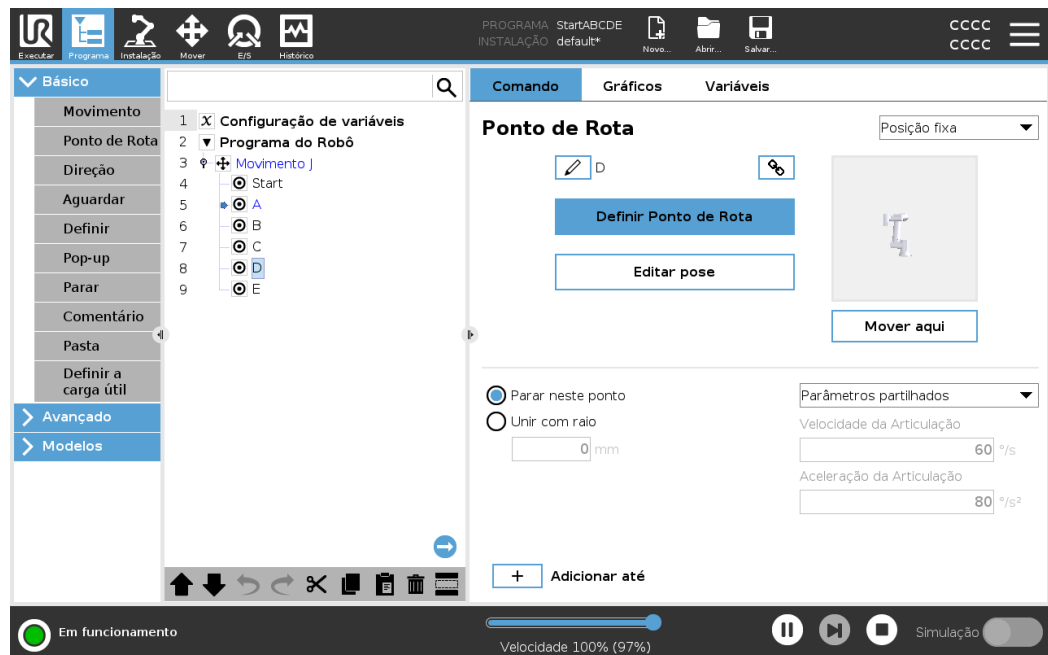 PROGRAMA StartABCDE
INSTALAÇÃO default*
CCCC
CCCC
Executar Programa Instalação Mover E/S Histórico Novo... Abrir... Salvar...
Básico
Movimento
Ponto de Rota
Direção
Aguardar
Definir
Pop-up
Parar
Comentário
Pasta
Definir a
carga útil
Avançado
Modelos
1 X Configuração de variáveis
2 Programa do Robô
3 Movimento J
4 Start
5 A
6 B
7 C
8 D
9 E
Comando Gráficos Variáveis
Ponto de Rota
Posição fixa
D
Definir Ponto de Rota
Editar pose
Mover aqui
Parar neste ponto
Unir com raio
0 mm
Parâmetros partilhados
Velocidade da Articulação
60 °/s
Aceleração da Articulação
80 °/s²
+ Adicionar até
Em funcionamento
Velocidade 100% (97%)
Simulação